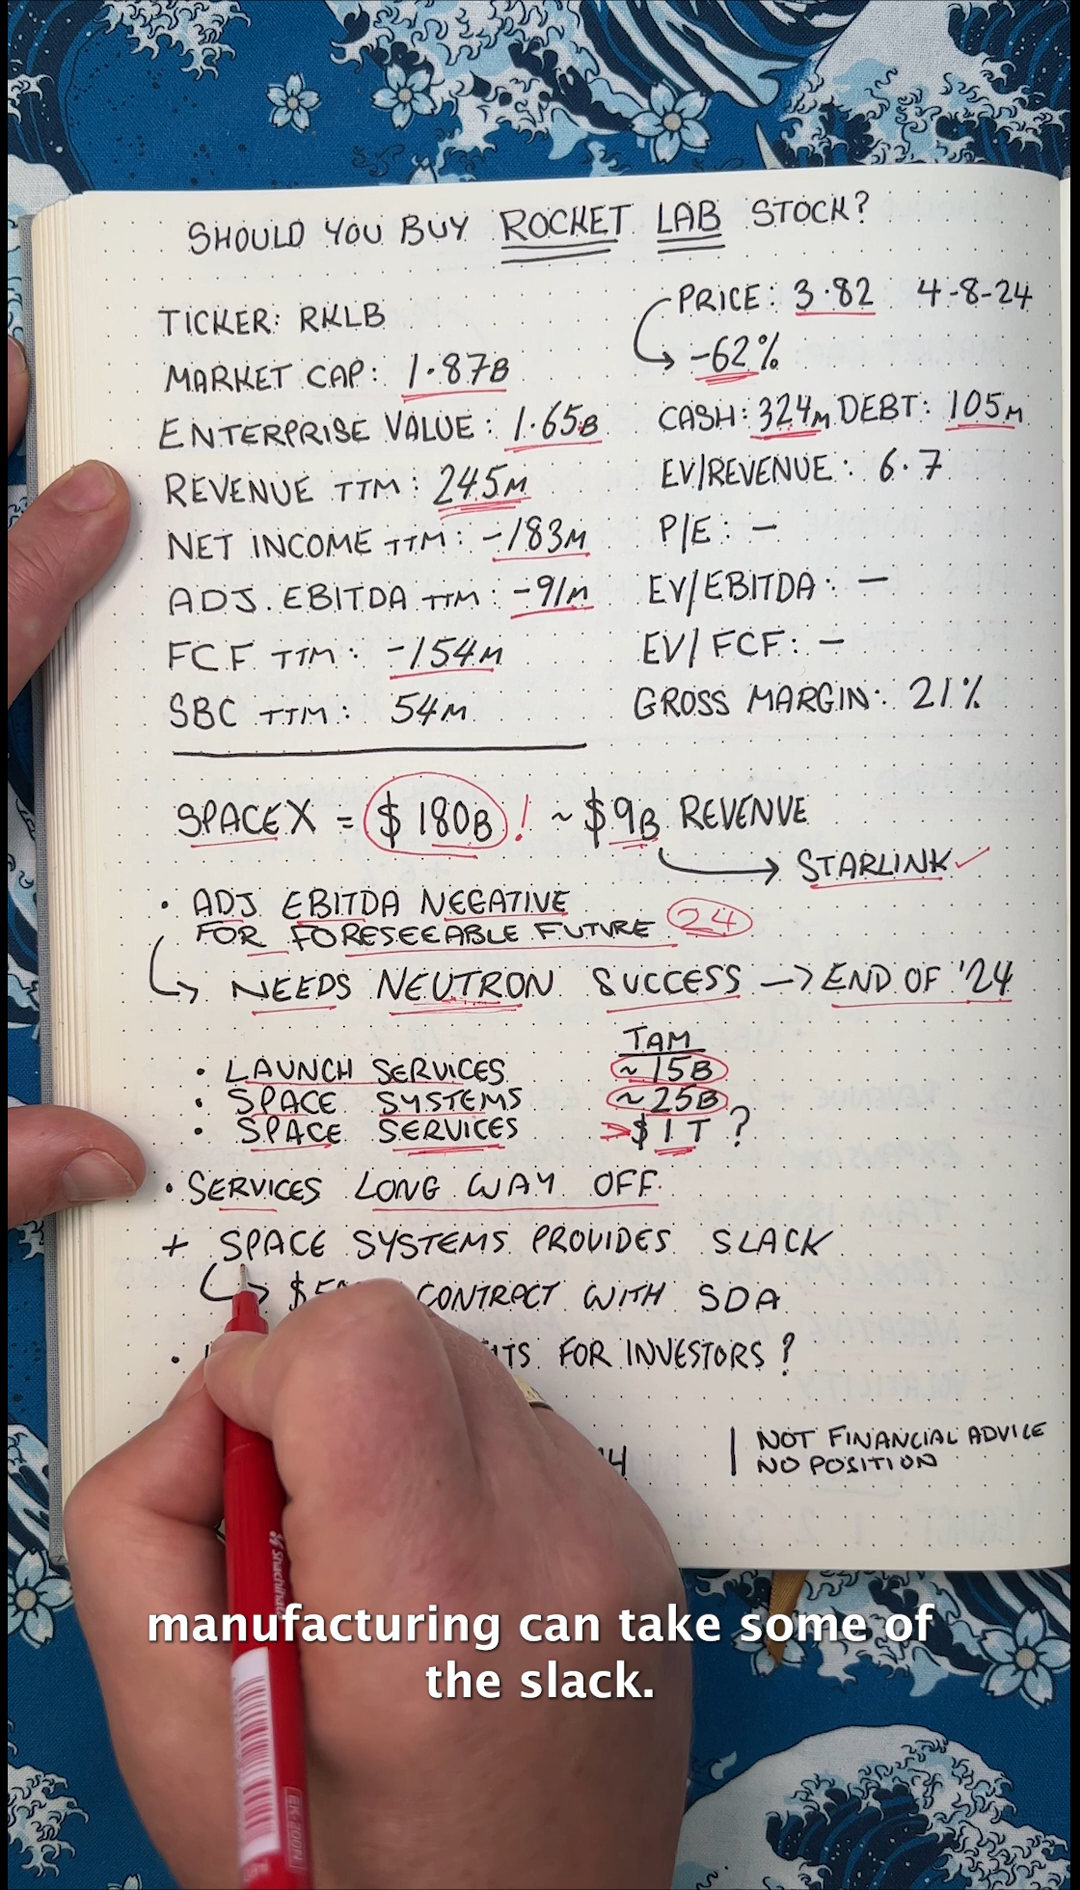 SHOULD YOU BUY ROCKET LAB STOCK?
TICKER: RKLB
MARKET CAP: 1.87B
ENTERPRISE VALUE: 1.65B
REVENUE TTM: 245M
NET INCOME TTM: -183M
ADJ. EBITDA TTM: -91M
FCF TTM: -154M
SBC TTM: 54M
PRICE: 3.82 4-8-24
-62%
CASH: 324M DEBT: 105M
EV/REVENUE: 6.7
P/E: -
EV/EBITDA: -
EV/FCF: -
GROSS MARGIN: 21%
SPACEX = $180B! ~$9B REVENUE
STARLINK
• ADJ EBITDA NEGATIVE
FOR FORESEEABLE FUTURE 24
NEEDS NEUTRON SUCCESS -> END OF '24
TAM
• LAUNCH SERVICES ~15B
• SPACE SYSTEMS ~25B
• SPACE SERVICES $1T?
• SERVICES LONG WAY OFF
+ SPACE SYSTEMS PROVIDES SLACK
CONTRACT WITH SDA
FOR INVESTORS?
NOT FINANCIAL ADVICE
NO POSITION
manufacturing can take some of
the slack.